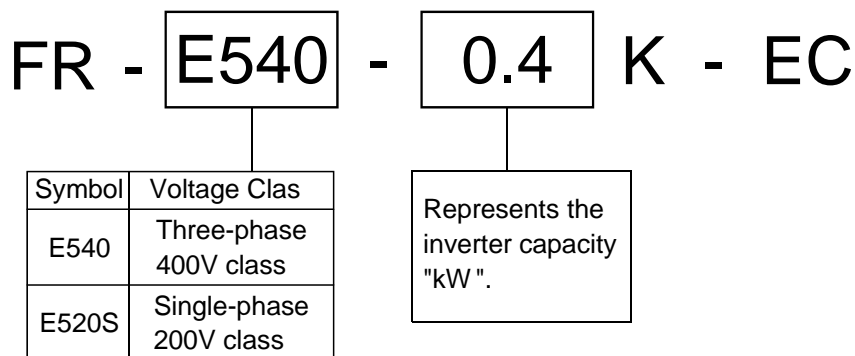 FR - E540 - 0.4 K - EC
Symbol Voltage Clas
E540 Three-phase
400V class
E520S Single-phase
200V class
Represents the
inverter capacity
"kW ".